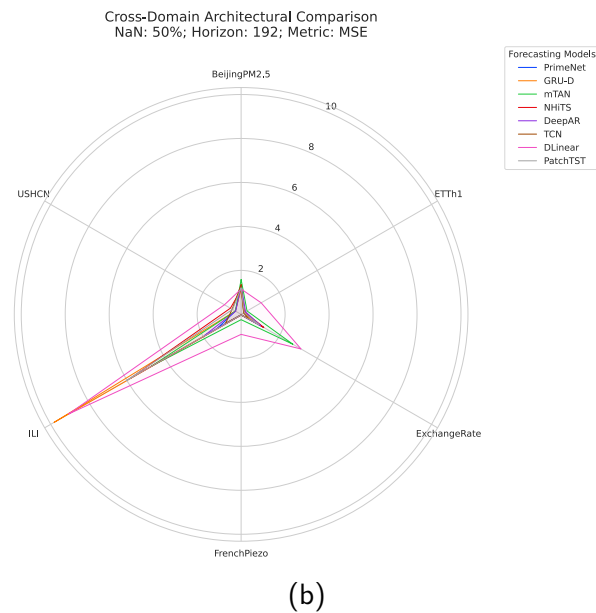 Cross-Domain Architectural Comparison
NaN: 50%; Horizon: 192; Metric: MSE
Forecasting Models
PrimeNet
GRU-D
mTAN
NHiTS
DeepAR
TCN
DLinear
PatchTST
BeijingPM2.5
10
8
6
4
2
USHCN
ETTh1
ILI
ExchangeRate
FrenchPiezo
(b)